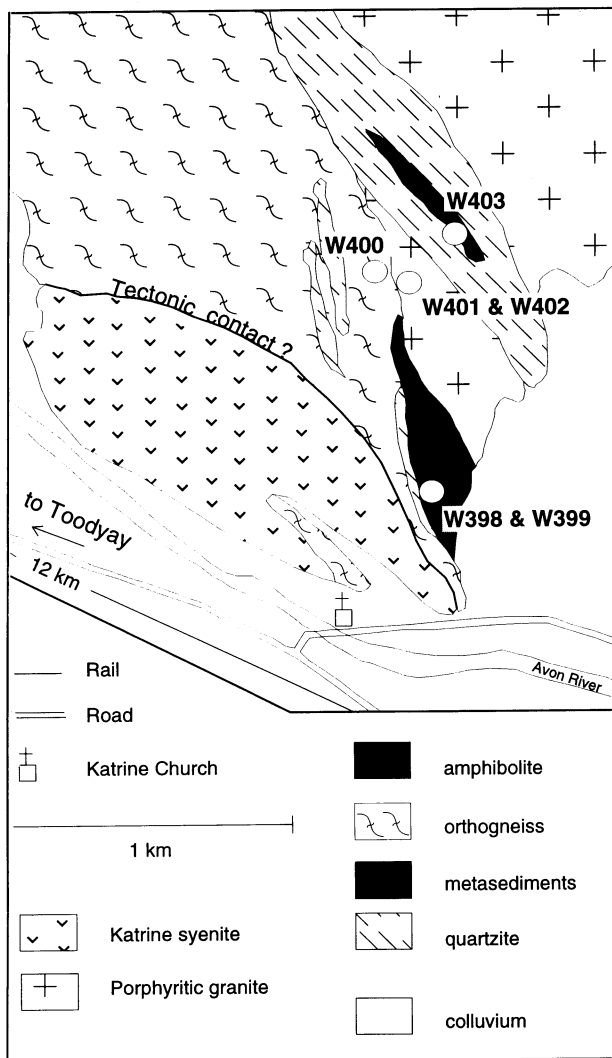 W403
W400
W401 & W402
Tectonic contact ?
W398 & W399
to Toodyay
12 km
Avon River
Rail
Road
Katrine Church
1 km
Katrine syenite
Porphyritic granite
amphibolite
orthogneiss
metasediments
quartzite
colluvium